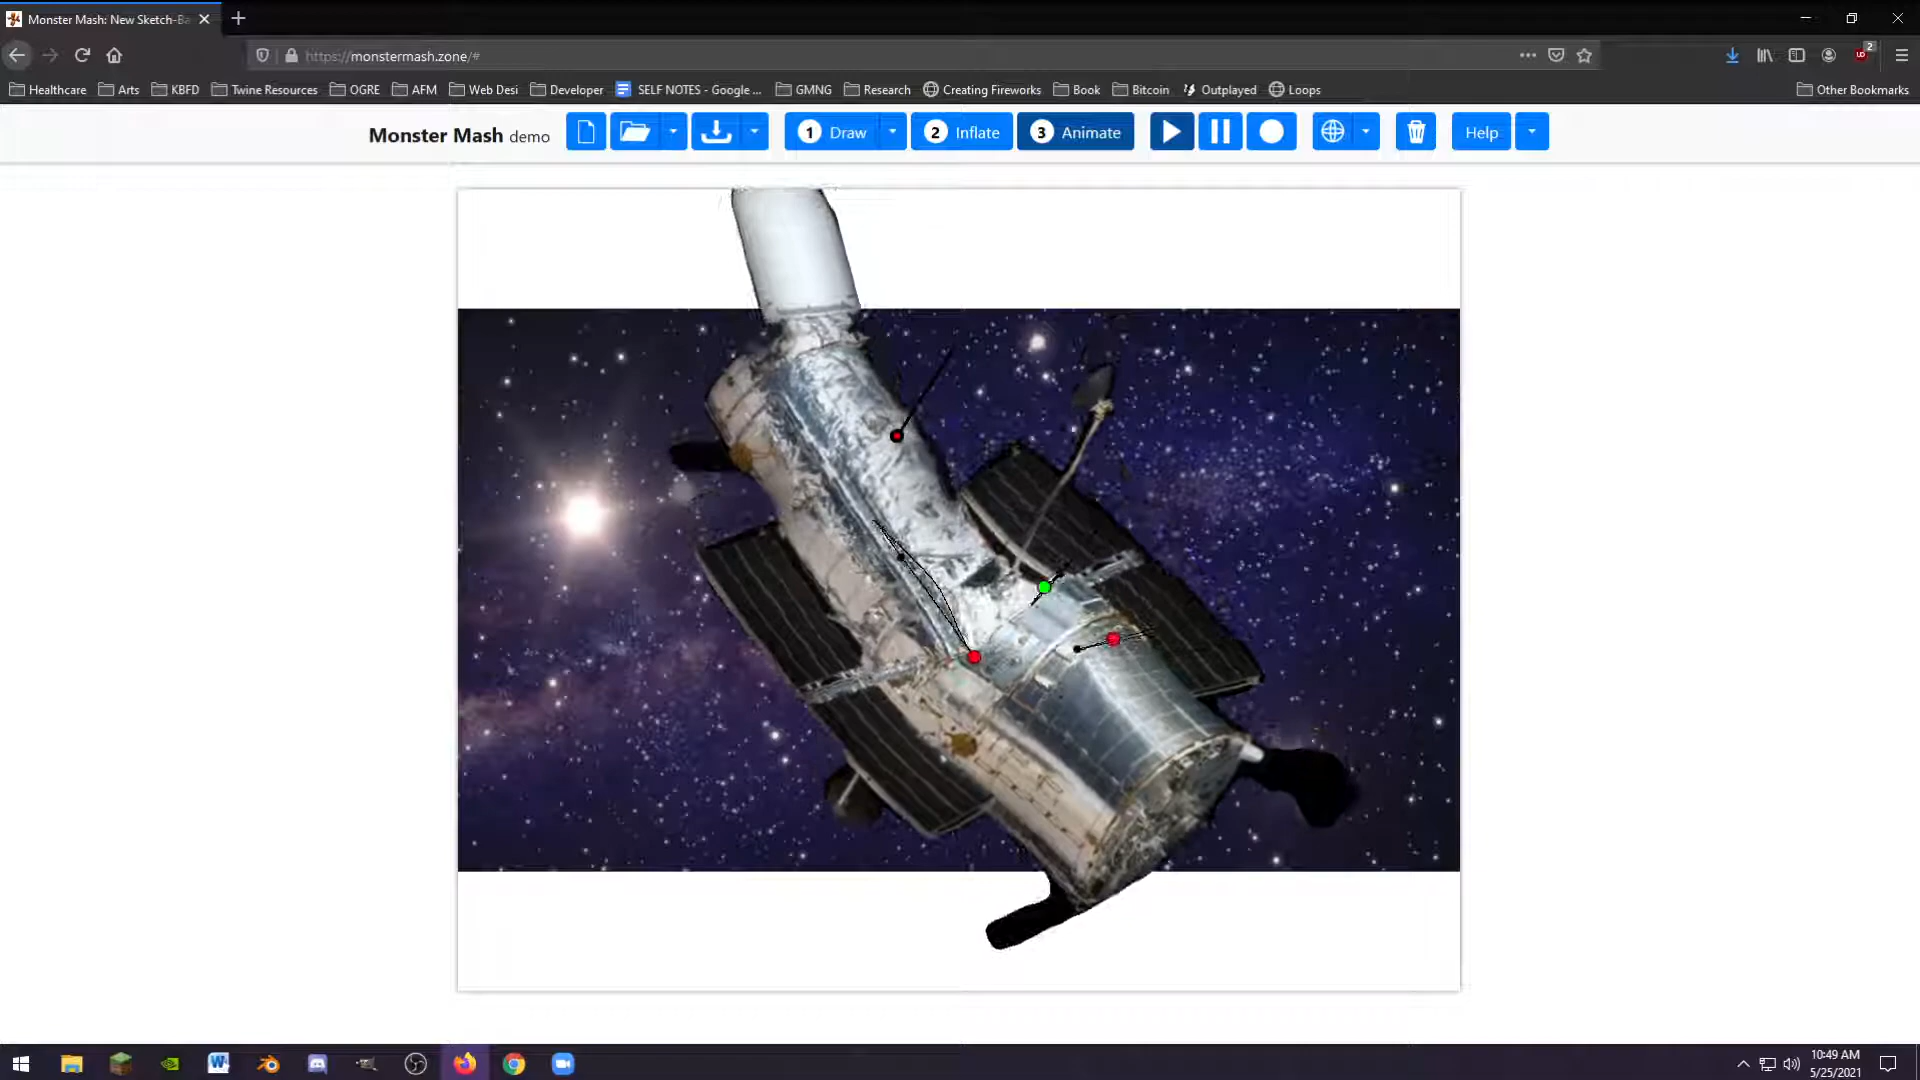 Monster Mash: New Sketch-Ba
https://monstermash.zone/#
2
Healthcare Arts KBFD Twine Resources OGRE AFM Web Desi Developer SELF NOTES - Google ... GMNG Research Creating Fireworks Book Bitcoin Outplayed Loops Other Bookmarks
Monster Mash demo 1 Draw 2 Inflate 3 Animate Help
10:49 AM
5/25/2021